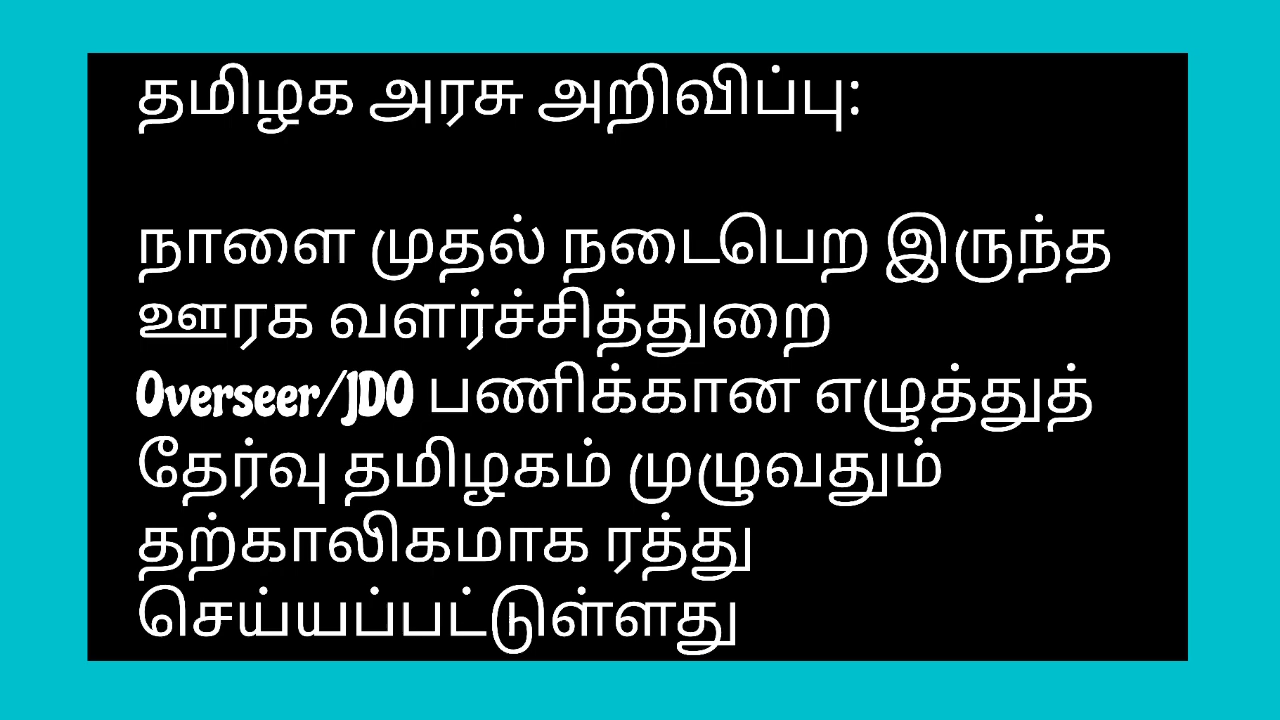 தமிழக அரசு அறிவிப்பு:
நாளை முதல் நடைபெற இருந்த
ஊரக வளர்ச்சித்துறை
Overseer/JDO பணிக்கான எழுத்துத்
தேர்வு தமிழகம் முழுவதும்
தற்காலிகமாக ரத்து
செய்யப்பட்டுள்ளது